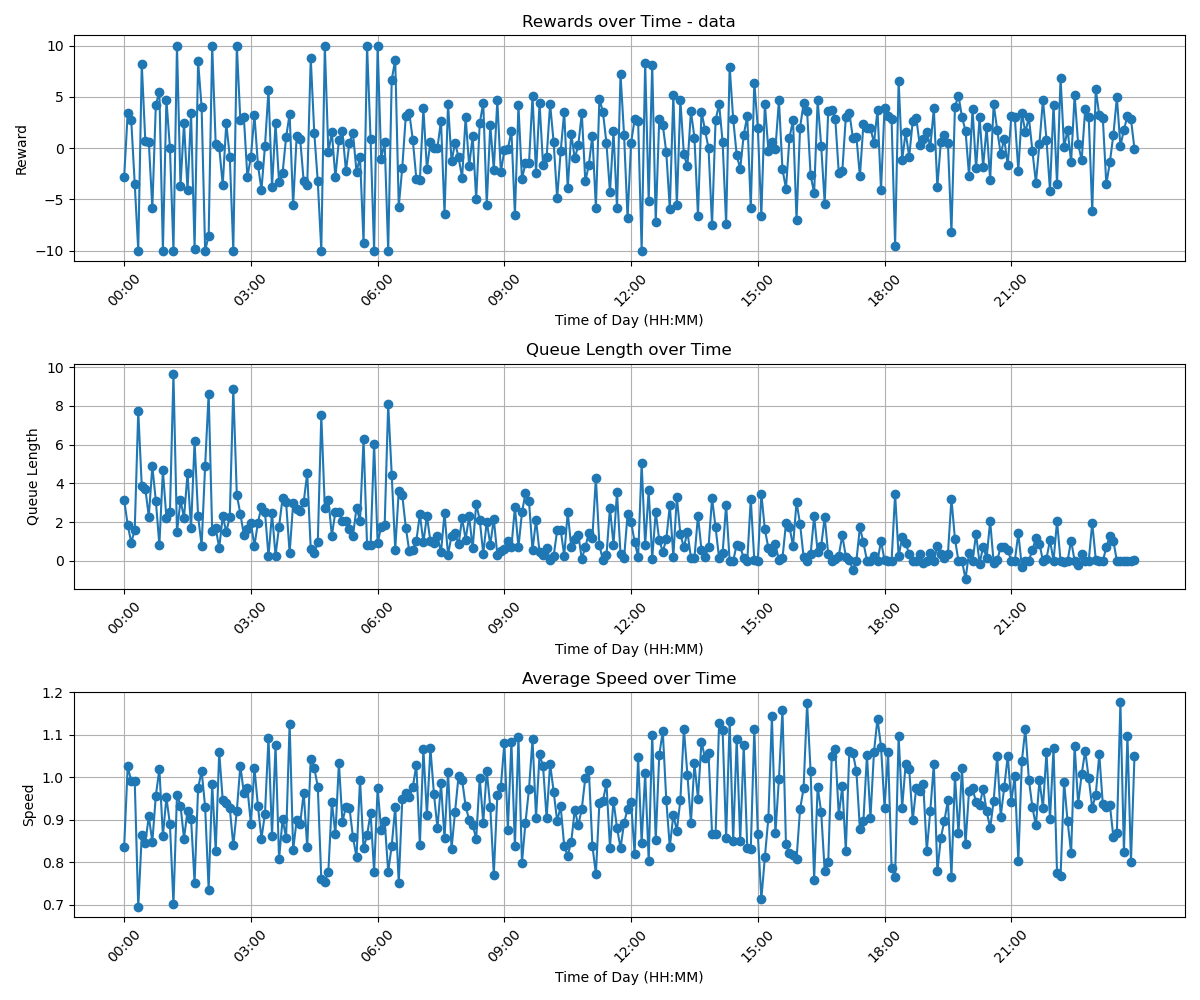 Rewards over Time - data
10
5
0
−5
−10
Reward
00:00 03:00 06:00 09:00 12:00 15:00 18:00 21:00
Time of Day (HH:MM)
Queue Length over Time
10
8
6
4
2
0
Queue Length
00:00 03:00 06:00 09:00 12:00 15:00 18:00 21:00
Time of Day (HH:MM)
Average Speed over Time
1.2
1.1
1.0
0.9
0.8
0.7
Speed
00:00 03:00 06:00 09:00 12:00 15:00 18:00 21:00
Time of Day (HH:MM)